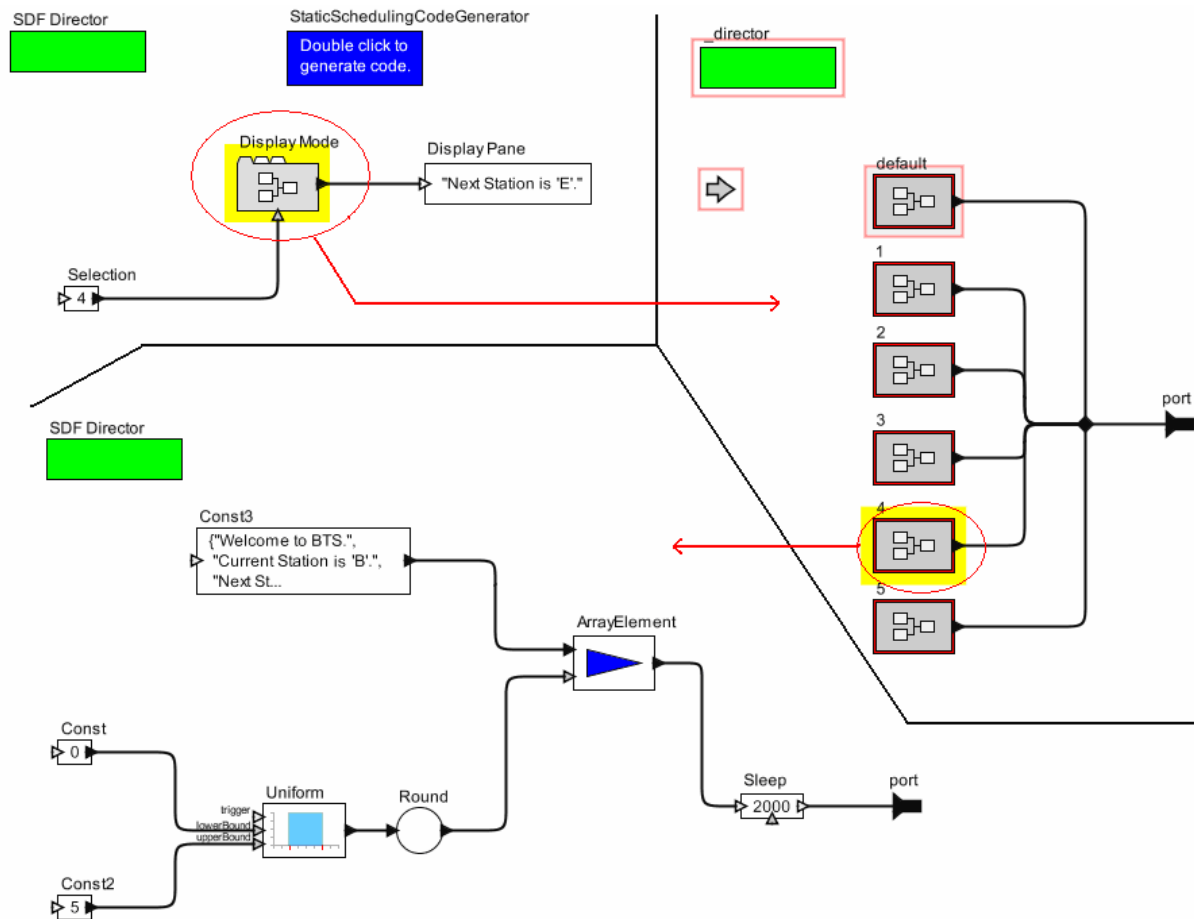 SDF Director
StaticSchedulingCodeGenerator
Double click to
generate code.
Display Mode
Display Pane
"Next Station is 'E'."
Selection
4
_director
default
1
2
3
4
5
port
SDF Director
Const3
{"Welcome to BTS.",
"Current Station is 'B'.",
"Next St...
ArrayElement
Const
0
Uniform
trigger
lowerBound
upperBound
Round
Const2
5
Sleep
2000
port